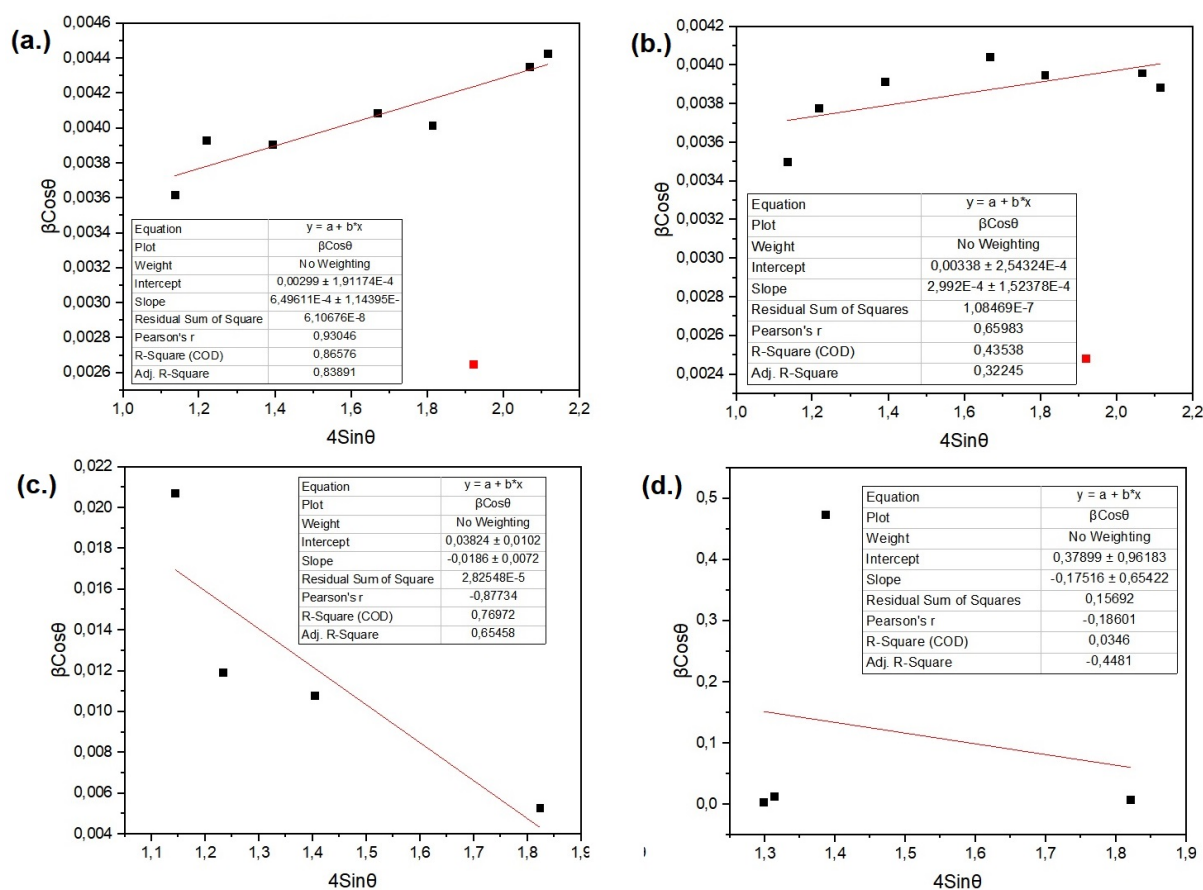 (a.)
0,0046
0,0044
0,0042
0,0040
0,0038
0,0036
0,0034
0,0032
0,0030
0,0028
0,0026
βCosθ
Equation y = a + b*x
Plot βCosθ
Weight No Weighting
Intercept 0,00299 ± 1,91174E-4
Slope 6,49611E-4 ± 1,14395E-
Residual Sum of Square 6,10676E-8
Pearson's r 0,93046
R-Square (COD) 0,86576
Adj. R-Square 0,83891
1,0 1,2 1,4 1,6 1,8 2,0 2,2
4Sinθ
(b.)
0,0042
0,0040
0,0038
0,0036
0,0034
0,0032
0,0030
0,0028
0,0026
0,0024
βCosθ
Equation y = a + b*x
Plot βCosθ
Weight No Weighting
Intercept 0,00338 ± 2,54324E-4
Slope 2,992E-4 ± 1,52378E-4
Residual Sum of Squares 1,08469E-7
Pearson's r 0,65983
R-Square (COD) 0,43538
Adj. R-Square 0,32245
1,0 1,2 1,4 1,6 1,8 2,0 2,2
4Sinθ
(c.)
0,022
0,020
0,018
0,016
0,014
0,012
0,010
0,008
0,006
0,004
βCosθ
Equation y = a + b*x
Plot βCosθ
Weight No Weighting
Intercept 0,03824 ± 0,0102
Slope -0,0186 ± 0,0072
Residual Sum of Square 2,82548E-5
Pearson's r -0,87734
R-Square (COD) 0,76972
Adj. R-Square 0,65458
1,1 1,2 1,3 1,4 1,5 1,6 1,7 1,8 1,9
4Sinθ
(d.)
0,5
0,4
0,3
0,2
0,1
0,0
βCosθ
Equation y = a + b*x
Plot βCosθ
Weight No Weighting
Intercept 0,37899 ± 0,96183
Slope -0,17516 ± 0,65422
Residual Sum of Squares 0,15692
Pearson's r -0,18601
R-Square (COD) 0,0346
Adj. R-Square -0,4481
1,3 1,4 1,5 1,6 1,7 1,8 1,9
4Sinθ